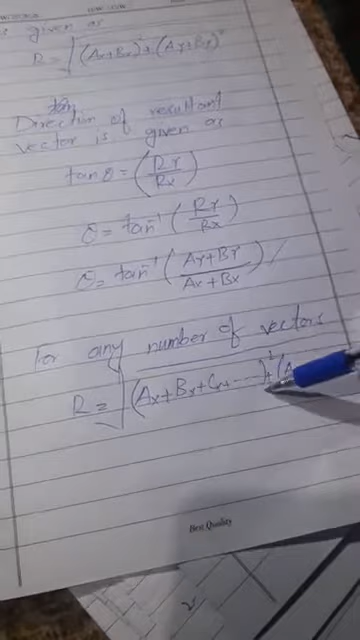 is given as
R = √(Ax+Bx)² + (Ay+By)²
Direction of resultant
vector is given as
tanθ = (Ry/Rx)
θ = tan⁻¹ (Ry/Rx)
θ = tan⁻¹ (Ay+By/Ax+Bx)
For any number of vectors
R = √(Ax+Bx+Cx+----)² + (A
Best Quality